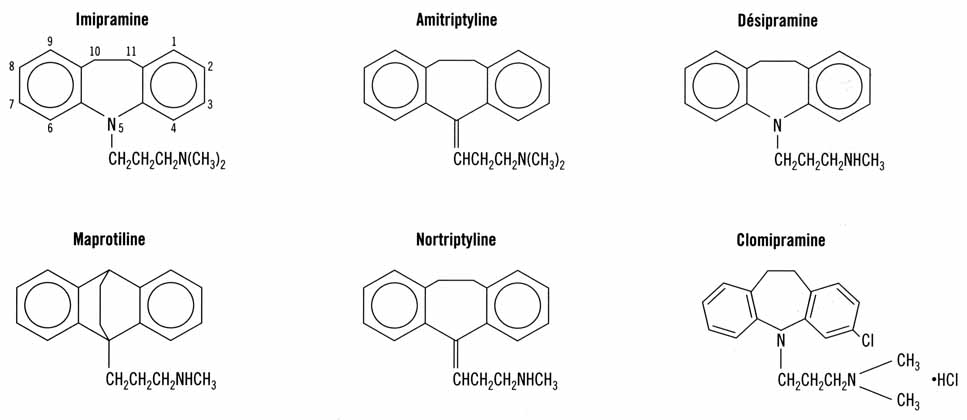 Imipramine
9
10
11
1
8
2
7
3
6
N
5
4
CH₂CH₂CH₂N(CH₃)₂
Amitriptyline
CHCH₂CH₂N(CH₃)₂
Désipramine
N
CH₂CH₂CH₂NHCH₃
Maprotiline
CH₂CH₂CH₂NHCH₃
Nortriptyline
CHCH₂CH₂NHCH₃
Clomipramine
Cl
N
CH₂CH₂CH₂N
CH₃
CH₃
•HCl